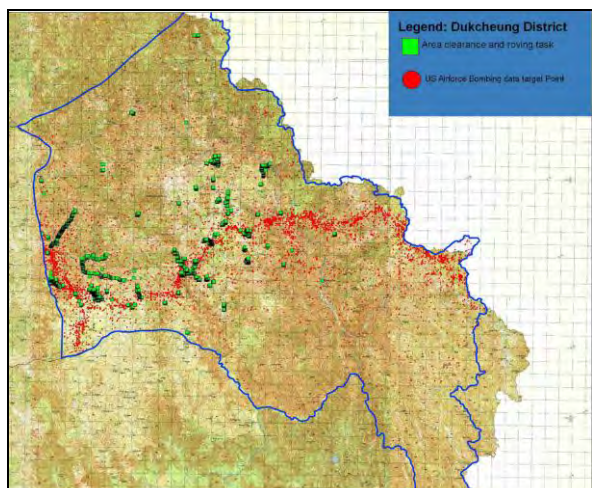 Legend: Dukcheung District
Area clearance and roving task
US Airforce Bombing data target Point